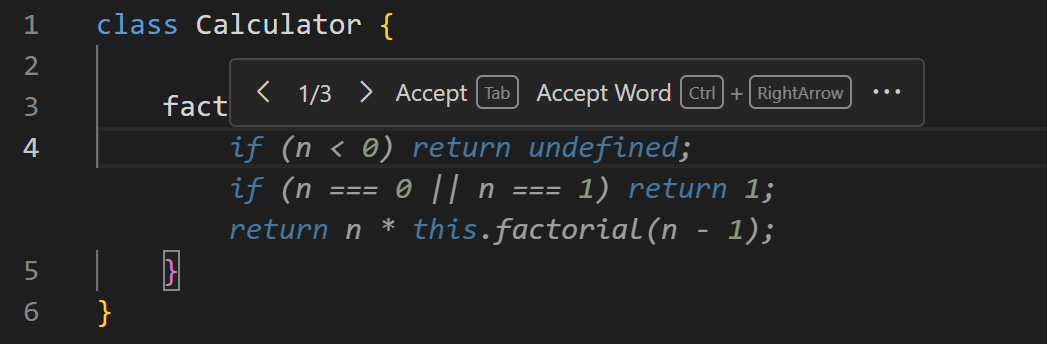 1 class Calculator {
2
< 1/3 > Accept Tab Accept Word Ctrl + RightArrow ...
3 fact
4 if (n < 0) return undefined;
if (n === 0 || n === 1) return 1;
return n * this.factorial(n - 1);
5 }
6 }